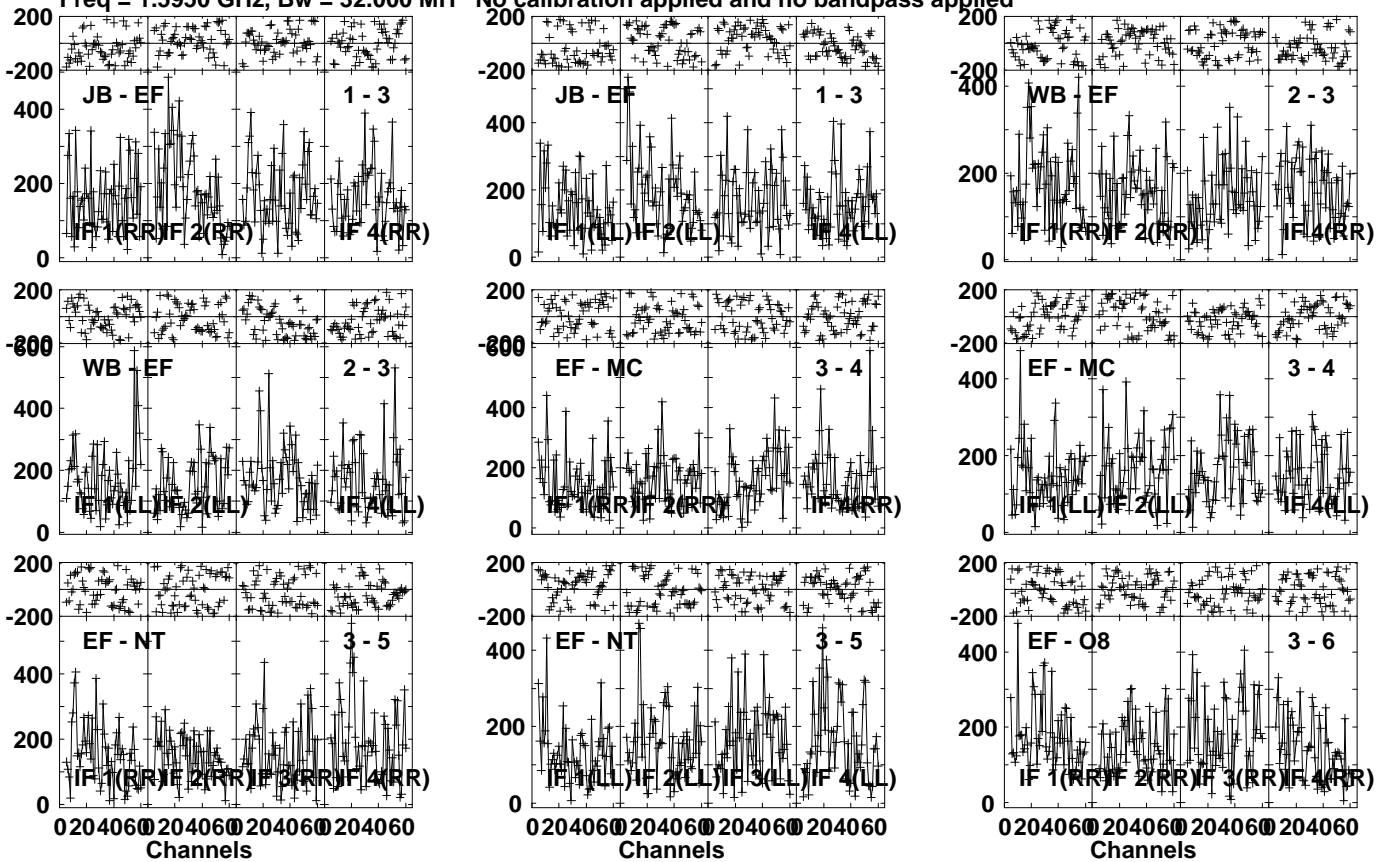 Freq = 1.5950 GHz, Bw = 32.000 MH No calibration applied and no bandpass applied
200
-200
400
200
0
JB - EF
1 - 3
IF 1(RR)
IF 2(RR)
IF 4(RR)
200
-200
400
200
0
JB - EF
1 - 3
IF 1(LL)
IF 2(LL)
IF 4(LL)
200
-200
400
200
0
WB - EF
2 - 3
IF 1(RR)
IF 2(RR)
IF 4(RR)
200
-200
600
400
200
0
WB - EF
2 - 3
IF 1(LL)
IF 2(LL)
IF 4(LL)
200
-200
600
400
200
0
EF - MC
3 - 4
IF 1(RR)
IF 2(RR)
IF 4(RR)
200
-200
400
200
0
EF - MC
3 - 4
IF 1(LL)
IF 2(LL)
IF 4(LL)
200
-200
400
200
0
EF - NT
3 - 5
IF 1(RR)
IF 2(RR)
IF 3(RR)
IF 4(RR)
0 20 40 60 0 20 40 60 0 20 40 60 0 20 40 60
Channels
200
-200
400
200
0
EF - NT
3 - 5
IF 1(LL)
IF 2(LL)
IF 3(LL)
IF 4(LL)
0 20 40 60 0 20 40 60 0 20 40 60 0 20 40 60
Channels
200
-200
400
200
0
EF - O8
3 - 6
IF 1(RR)
IF 2(RR)
IF 3(RR)
IF 4(RR)
0 20 40 60 0 20 40 60 0 20 40 60 0 20 40 60
Channels